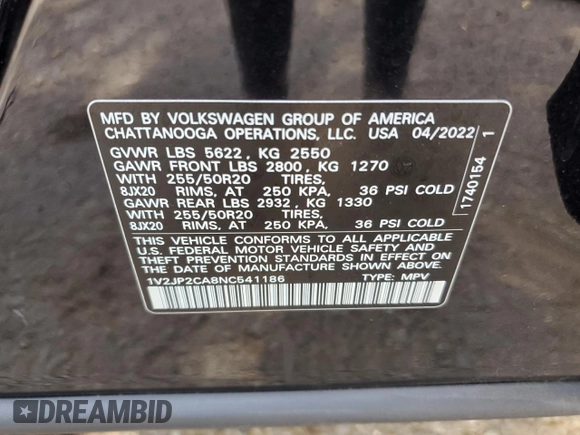 MFD BY VOLKSWAGEN GROUP OF AMERICA
CHATTANOOGA OPERATIONS, LLC. USA 04/2022
GVWR LBS 5622, KG 2550
GAWR FRONT LBS 2800, KG 1270
WITH 255/50R20 TIRES,
8JX20 RIMS, AT 250 KPA, 36 PSI COLD
GAWR REAR LBS 2932, KG 1330
WITH 255/50R20 TIRES,
8JX20 RIMS, AT 250 KPA, 36 PSI COLD
THIS VEHICLE CONFORMS TO ALL APPLICABLE
U.S. FEDERAL MOTOR VEHICLE SAFETY AND
THEFT PREVENTION STANDARDS IN EFFECT
ON THE DATE OF MANUFACTURE SHOWN ABOVE.
1V2JP2CA8NC541186 TYPE: MPV
1740154 1
DREAMBID